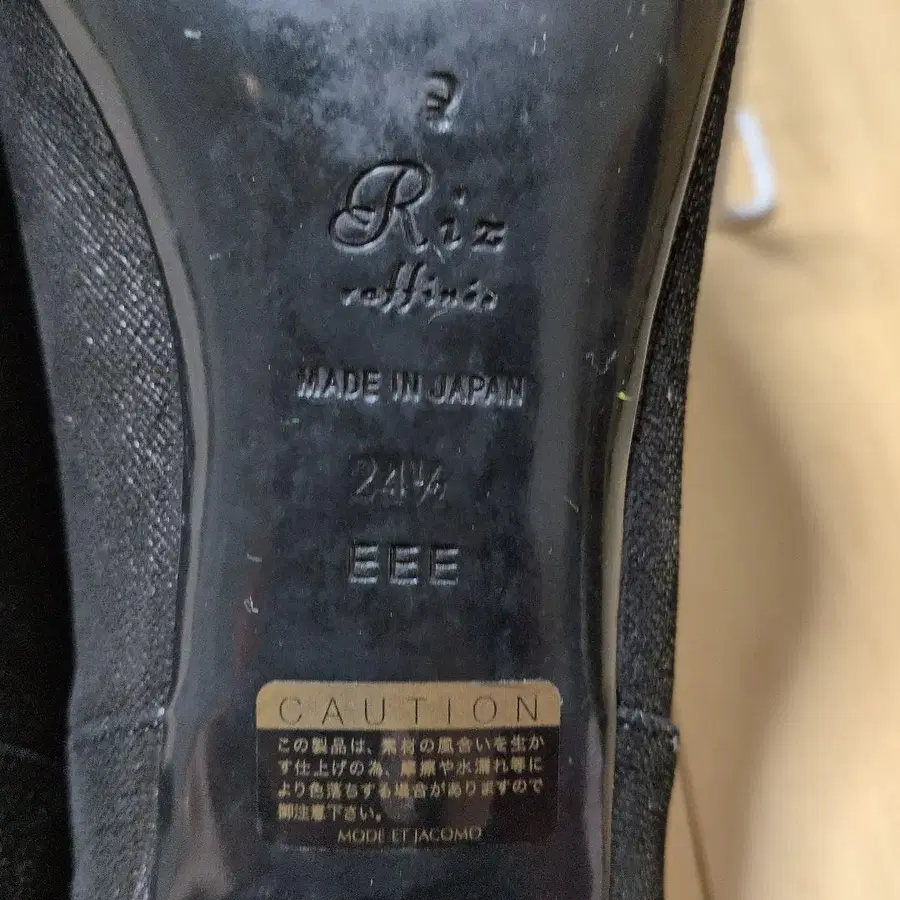 Riz
raffinée
MADE IN JAPAN
24½
EEE
CAUTION
この製品は、素材の風合いを生か
す仕上げの為、摩擦や水濡れ等に
より色落ちする場合がありますので
御注意下さい。
MODE ET JACOMO